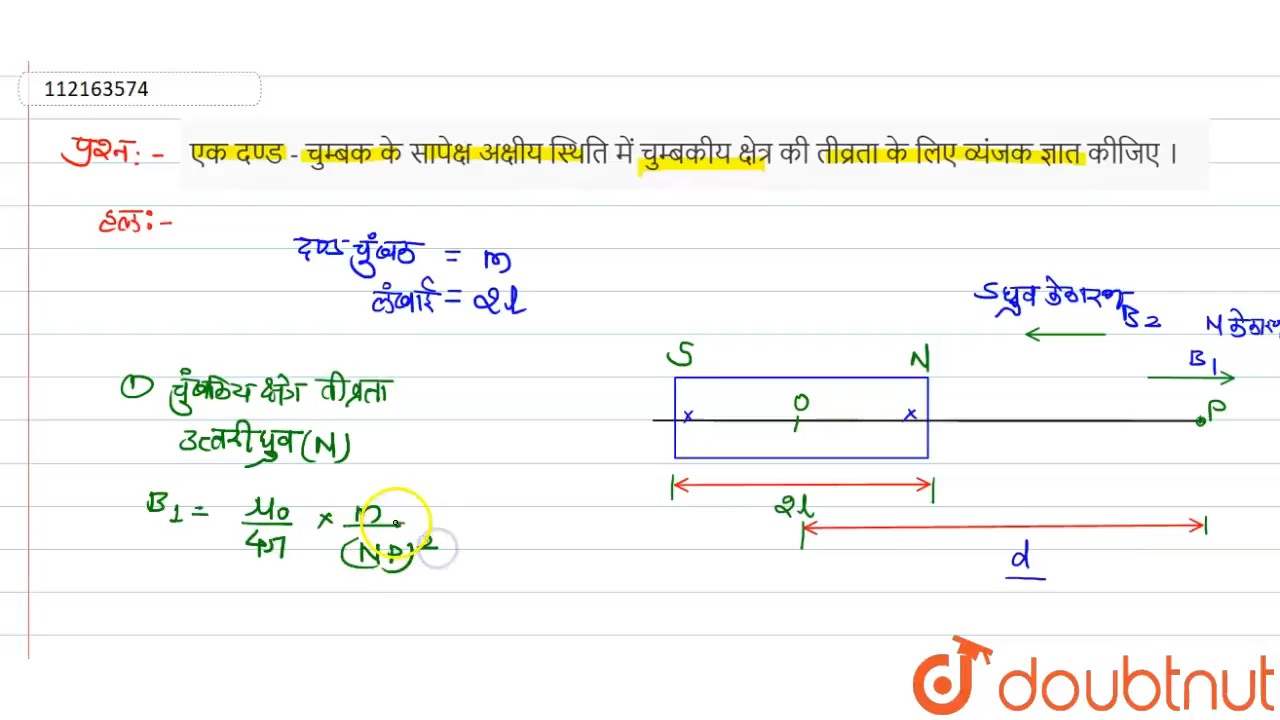 112163574
प्रश्न: -
एक दण्ड - चुम्बक के सापेक्ष अक्षीय स्थिति में चुम्बकीय क्षेत्र की तीव्रता के लिए व्यंजक ज्ञात कीजिए ।
हल: -
दण्ड चुंबक = m
लंबाई = 2l
S ध्रुव के कारण B2
N के कारण
B1
S N
O P
① चुंबकिय क्षेत्र तीव्रता
उत्तरी ध्रुव (N)
2l
B1 = μ0/4π × m/(NP)²
d
doubtnut